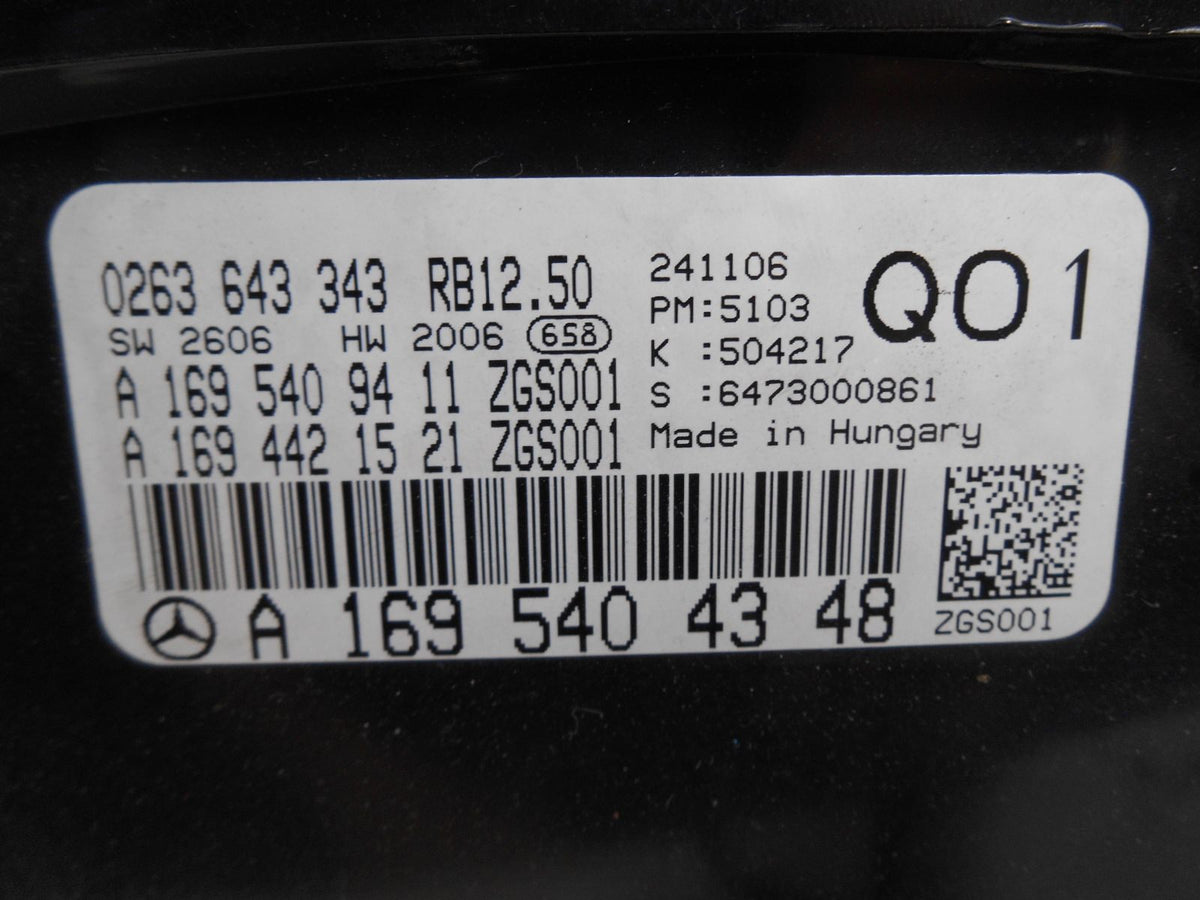 0263 643 343 RB12.50
SW 2606 HW 2006 658
A 169 540 94 11 ZGS001
A 169 442 15 21 ZGS001
241106
PM:5103
K :504217
S :6473000861
Made in Hungary
Q01
A 169 540 43 48
ZGS001